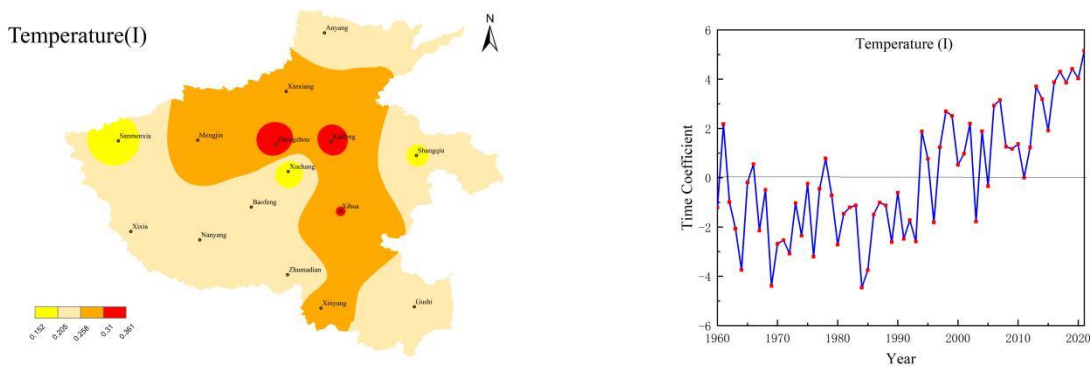 Temperature(I)
N
Anyang
Xinxiang
Sanmenxia
Mengjin
Zhengzhou
Kaifeng
Shangqiu
Xuchang
Baofeng
Xihua
Xixia
Nanyang
Zhumadian
Xinyang
Gushi
0.152
0.205
0.258
0.31
0.361
Temperature (I)
Time Coefficient
6
4
2
0
-2
-4
-6
1960
1970
1980
1990
2000
2010
2020
Year